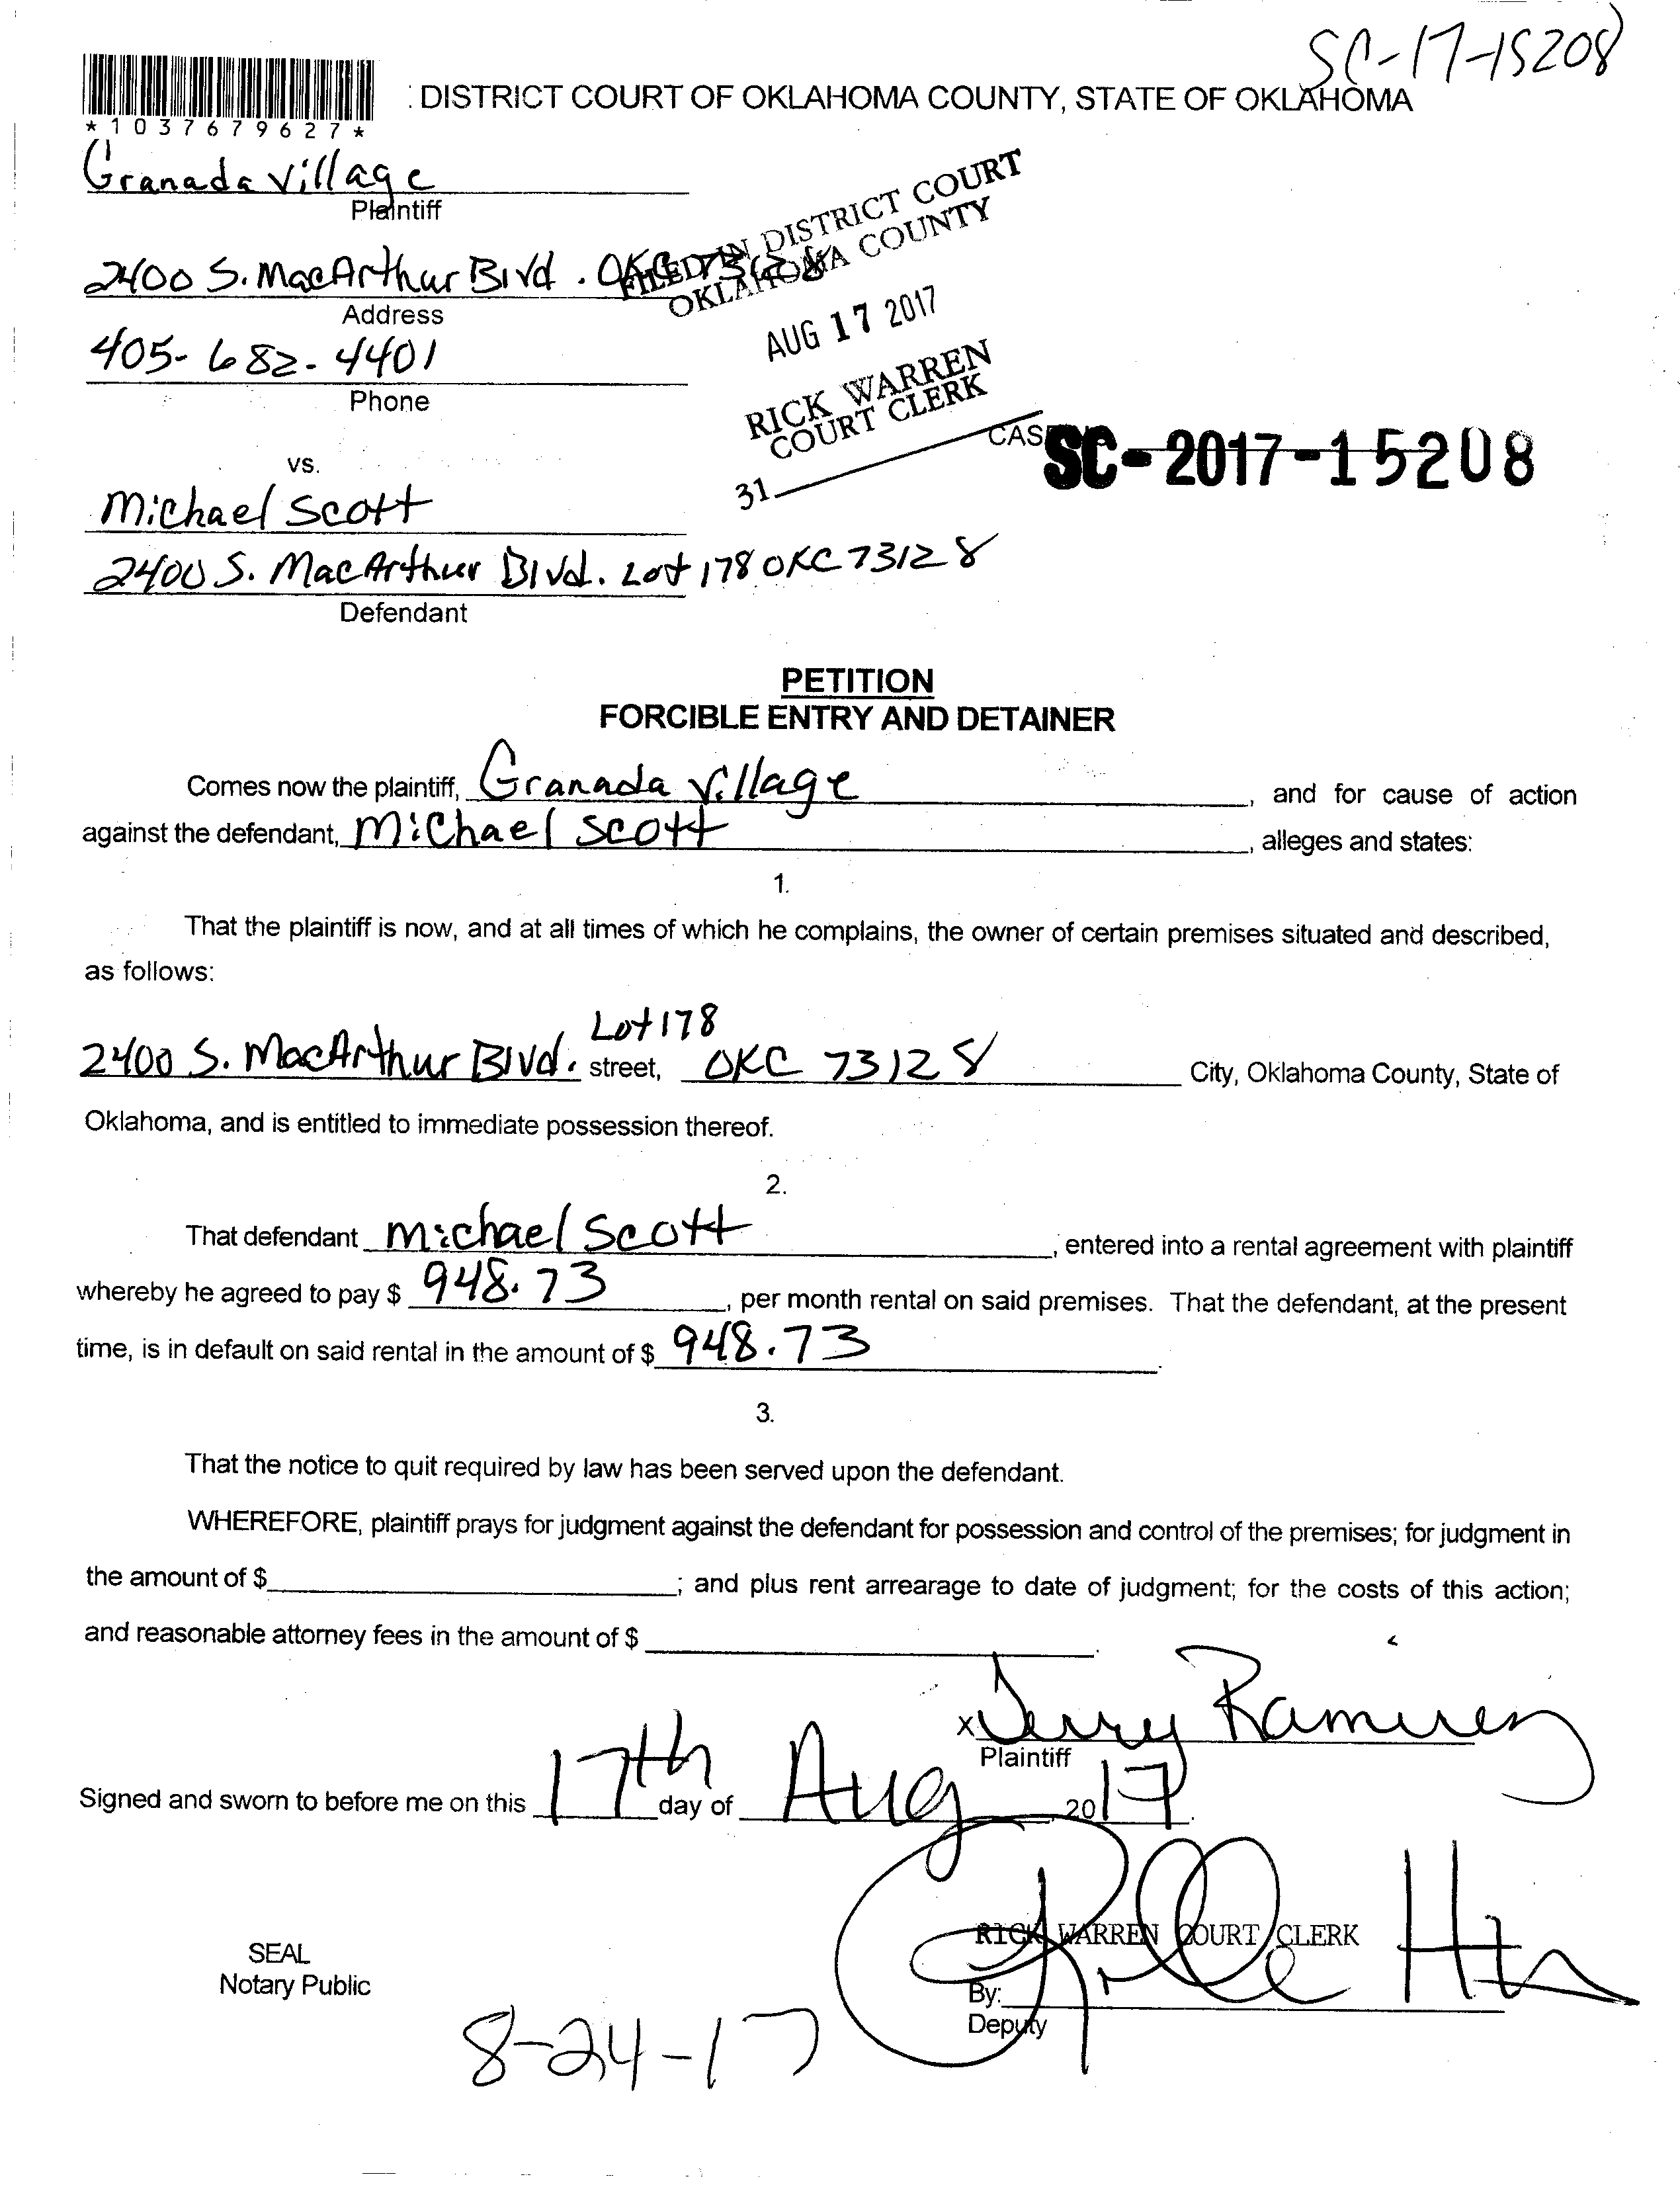 SC-17-15208
: DISTRICT COURT OF OKLAHOMA COUNTY, STATE OF OKLAHOMA
*1037679627*
Granada Village
Plaintiff
2400 S. MacArthur Blvd. OKC 73128
Address
405-682-4401
Phone
FILED IN DISTRICT COURT
OKLAHOMA COUNTY
AUG 17 2017
RICK WARREN
COURT CLERK
31
CAS SC-2017-15208
vs.
Michael Scott
2400 S. MacArthur Blvd. Lot 178 OKC 73128
Defendant
PETITION
FORCIBLE ENTRY AND DETAINER
Comes now the plaintiff, Granada Village, and for cause of action
against the defendant, Michael Scott, alleges and states:
1.
That the plaintiff is now, and at all times of which he complains, the owner of certain premises situated and described,
as follows:
Lot 178
2400 S. MacArthur Blvd. street, OKC 73128 City, Oklahoma County, State of
Oklahoma, and is entitled to immediate possession thereof.
2.
That defendant Michael Scott, entered into a rental agreement with plaintiff
whereby he agreed to pay $ 948.73, per month rental on said premises. That the defendant, at the present
time, is in default on said rental in the amount of $ 948.73.
3.
That the notice to quit required by law has been served upon the defendant.
WHEREFORE, plaintiff prays for judgment against the defendant for possession and control of the premises; for judgment in
the amount of $; and plus rent arrearage to date of judgment; for the costs of this action;
and reasonable attorney fees in the amount of $.
x Jerry Ramirez
Plaintiff
Signed and sworn to before me on this 17th day of Aug, 2017.
RICK WARREN COURT CLERK
SEAL
Notary Public
By:
Deputy
8-24-17